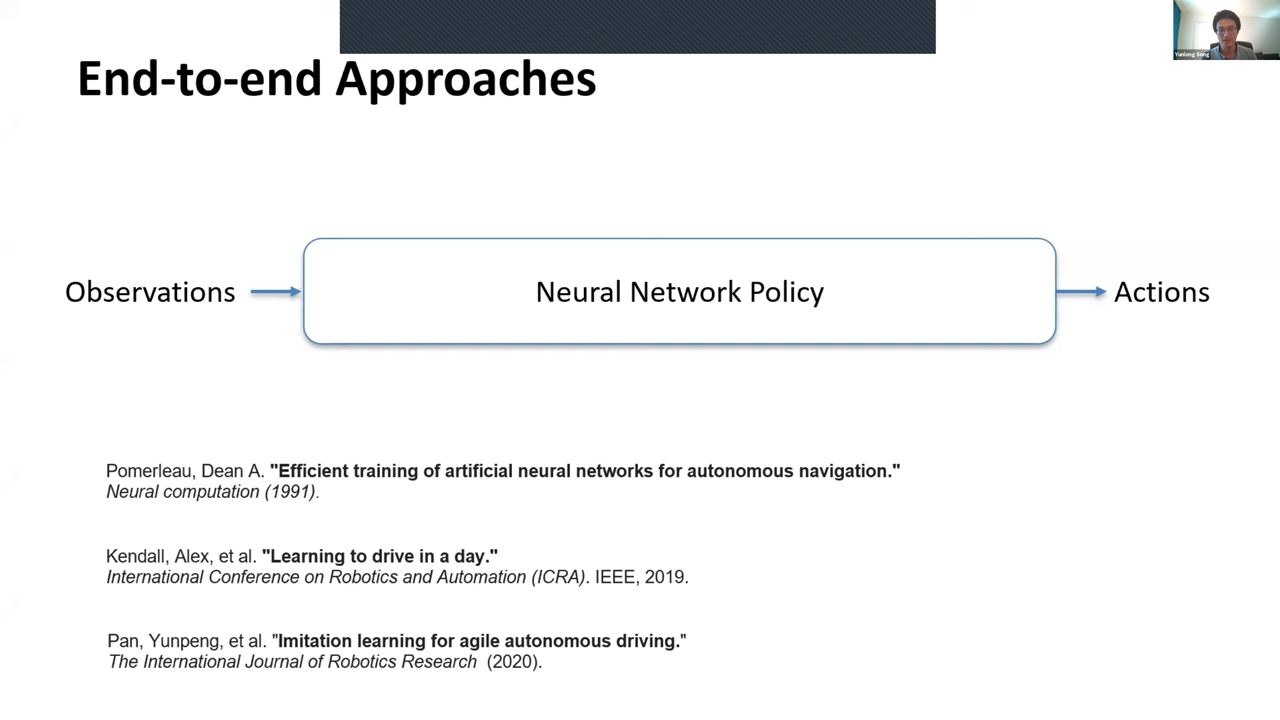 End-to-end Approaches
Yunlong Song
Observations
Neural Network Policy
Actions
Pomerleau, Dean A. "Efficient training of artificial neural networks for autonomous navigation."
Neural computation (1991).
Kendall, Alex, et al. "Learning to drive in a day."
International Conference on Robotics and Automation (ICRA). IEEE, 2019.
Pan, Yunpeng, et al. "Imitation learning for agile autonomous driving."
The International Journal of Robotics Research (2020).